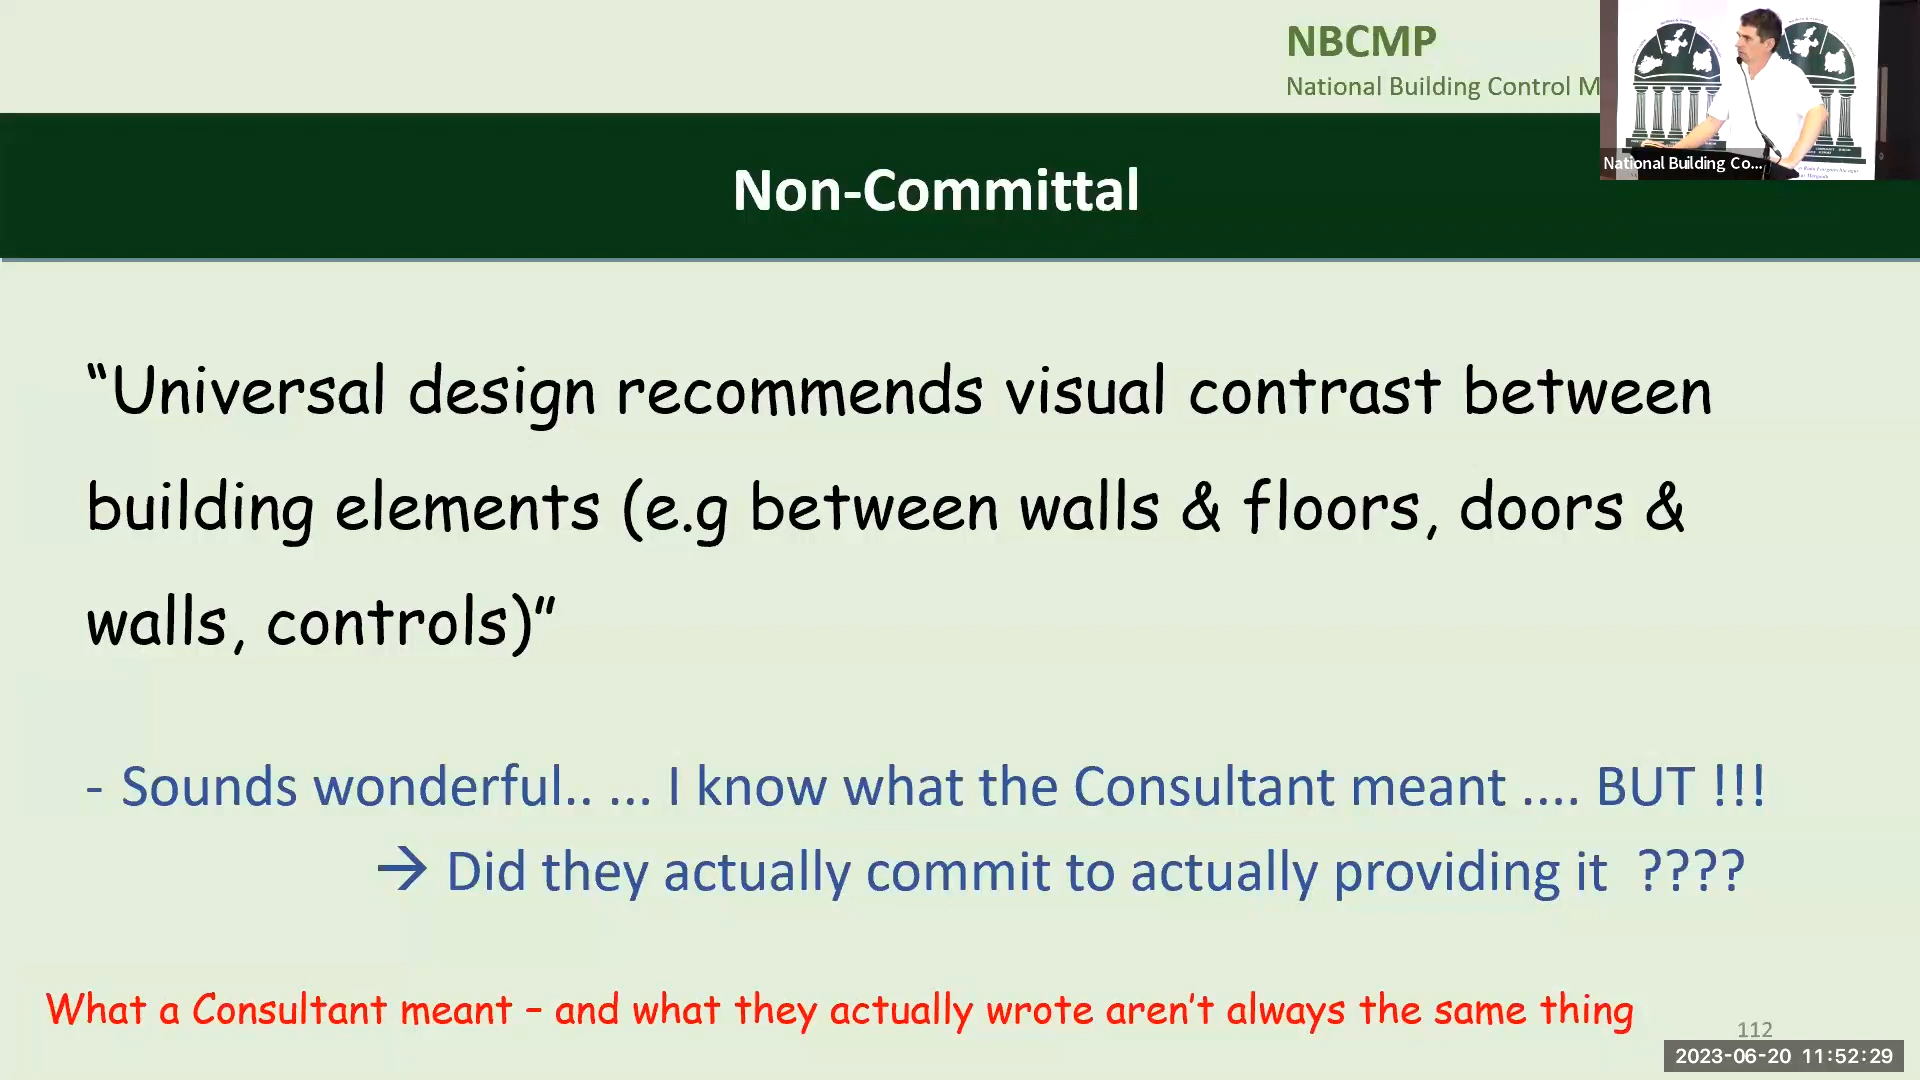 NBCMP
National Building Control M
National Building Co...
Non-Committal
“Universal design recommends visual contrast between
building elements (e.g between walls & floors, doors &
walls, controls)”
- Sounds wonderful.. ... I know what the Consultant meant .... BUT !!!
→ Did they actually commit to actually providing it ????
What a Consultant meant – and what they actually wrote aren’t always the same thing
112
2023-06-20 11:52:29